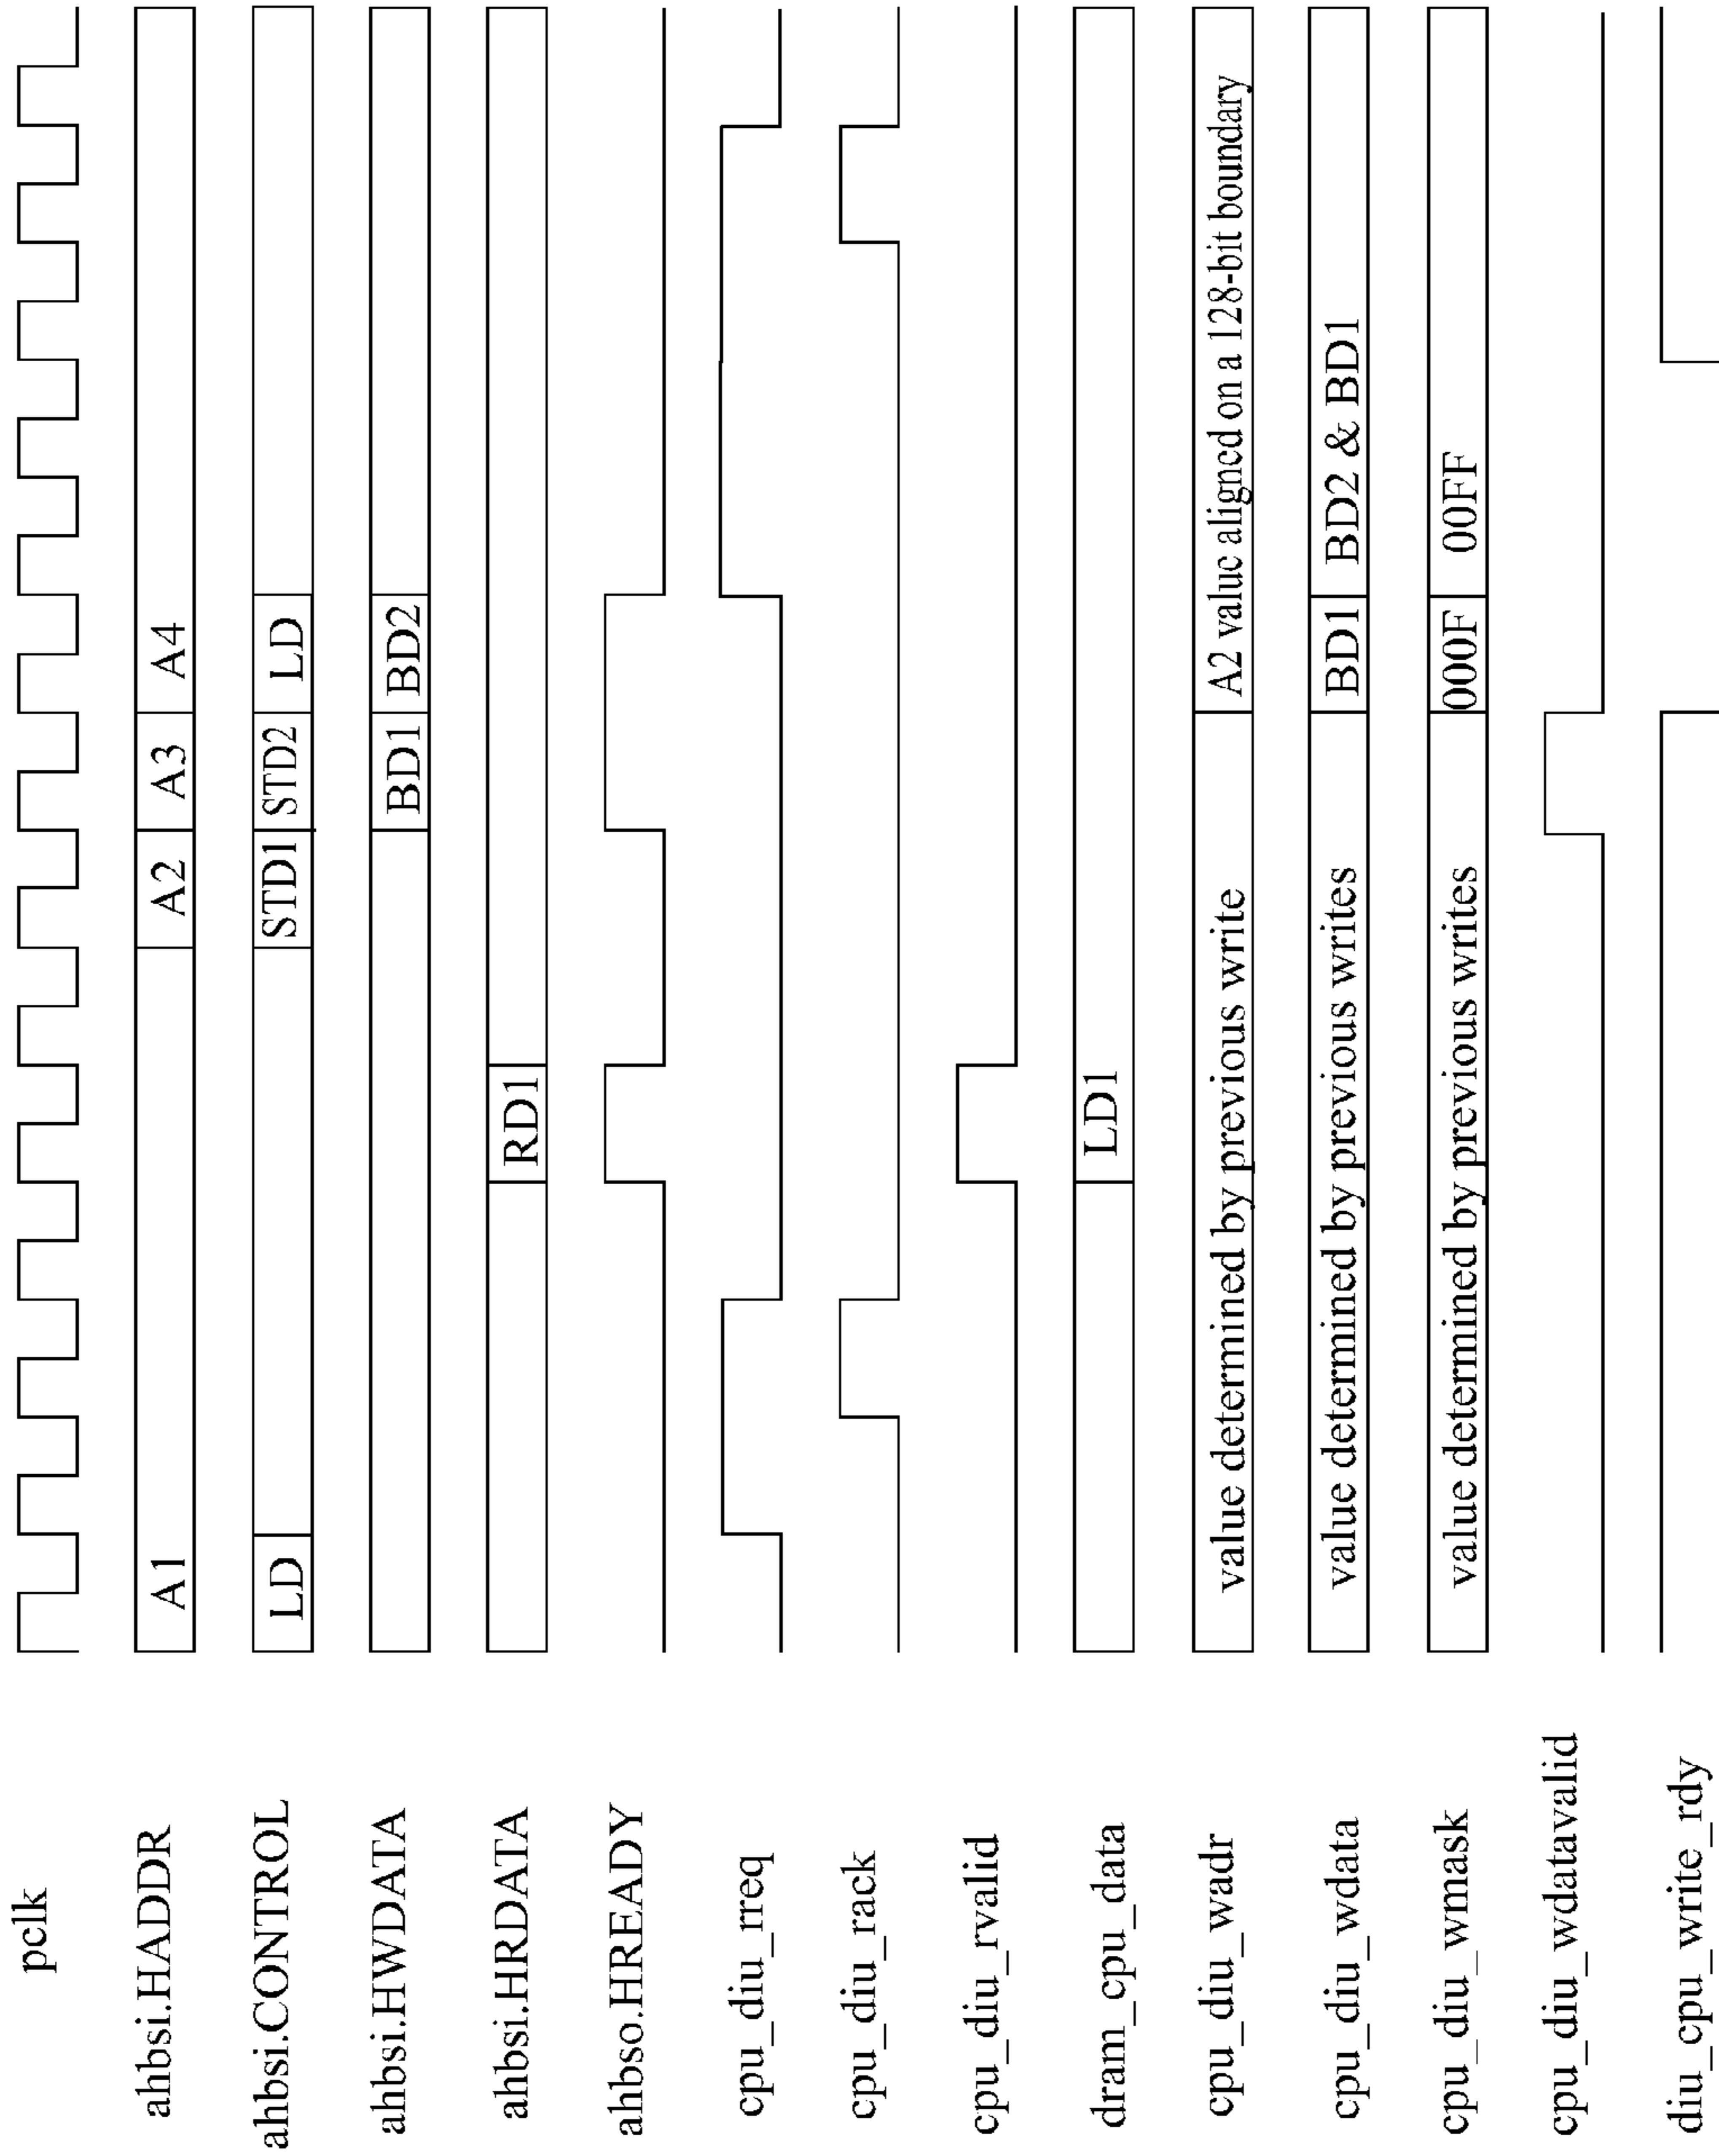 pclk
ahbsi.HADDR A1 A2 A3 A4
ahbsi.CONTROL LD STD1 STD2 LD
ahbsi.HWDATA BD1 BD2
ahbsi.HRDATA RD1
ahbso.HREADY
cpu_diu_rreq
cpu_diu_rack
cpu_diu_rvalid
dram_cpu_data LD1
cpu_diu_wadr value determined by previous write A2 value aligned on a 128-bit boundary
cpu_diu_wdata value determined by previous writes BD1 BD2 & BD1
cpu_diu_wmask value determined by previous writes 000F 00FF
cpu_diu_wdatavalid
diu_cpu_write_rdy